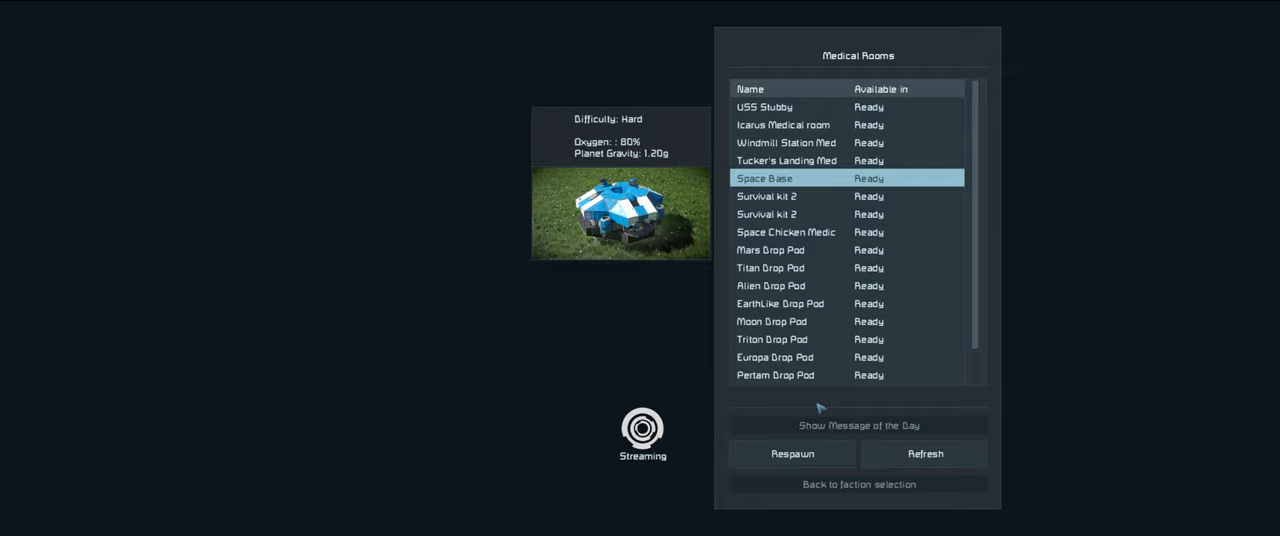 Medical Rooms
Name Available in
USS Stubby Ready
Icarus Medical room Ready
Windmill Station Med Ready
Tucker's Landing Med Ready
Space Base Ready
Survival kit 2 Ready
Survival kit 2 Ready
Space Chicken Medic Ready
Mars Drop Pod Ready
Titan Drop Pod Ready
Alien Drop Pod Ready
EarthLike Drop Pod Ready
Moon Drop Pod Ready
Triton Drop Pod Ready
Europa Drop Pod Ready
Pertam Drop Pod Ready
Difficulty: Hard
Oxygen: : 80%
Planet Gravity: 1.20g
Streaming
Show Message of the Day
Respawn Refresh
Back to faction selection